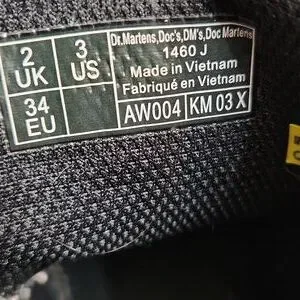 2 UK
3 US
34 EU
Dr.Martens,Doc's,DM's,Doc Martens
1460 J
Made in Vietnam
Fabriqué en Vietnam
AW004
KM 03 X